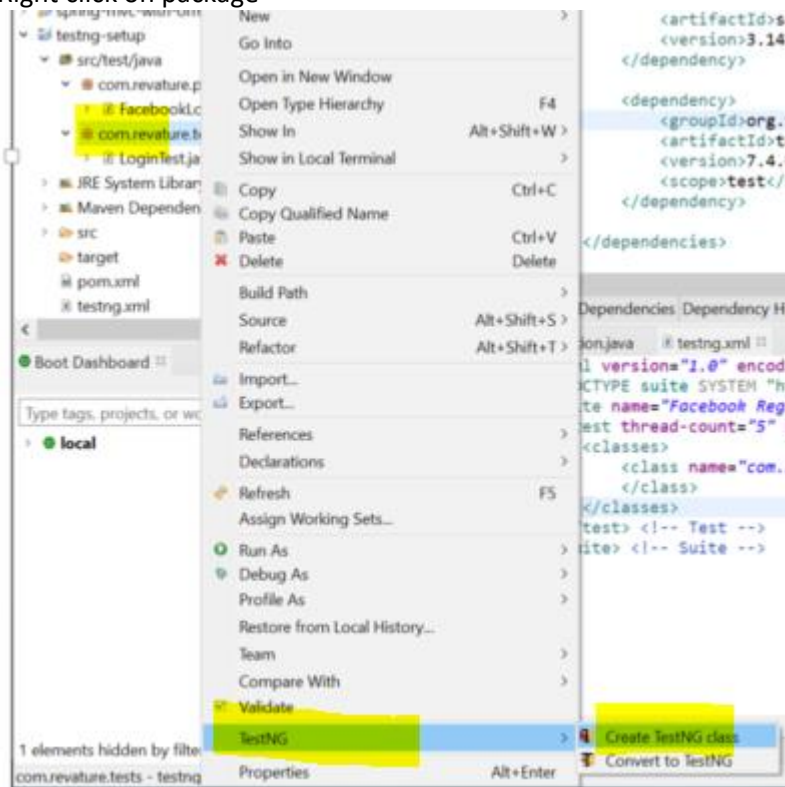 Right click on package
spring-mvc-with-orm
testng-setup
src/test/java
com.revature.p
FacebookLo
com.revature.te
LoginTest.ja
JRE System Library
Maven Dependen
src
target
pom.xml
testng.xml
Boot Dashboard
Type tags, projects, or wo
local
1 elements hidden by filte
com.revature.tests - testng
New
Go Into
Open in New Window
Open Type Hierarchy F4
Show In Alt+Shift+W >
Show in Local Terminal >
Copy Ctrl+C
Copy Qualified Name
Paste Ctrl+V
Delete Delete
Build Path >
Source Alt+Shift+S >
Refactor Alt+Shift+T >
Import...
Export...
References >
Declarations >
Refresh F5
Assign Working Sets...
Run As >
Debug As >
Profile As >
Restore from Local History...
Team >
Compare With >
Validate
TestNG >
Properties Alt+Enter
Create TestNG class
Convert to TestNG
<artifactId>s
<version>3.14
</dependency>
<dependency>
<groupId>org.
<artifactId>t
<version>7.4.
<scope>test</
</dependency>
</dependencies>
Dependencies Dependency H
ion.java testng.xml
l version="1.0" encod
CTYPE suite SYSTEM "h
te name="Facebook Reg
est thread-count="5"
<classes>
<class name="com.
</class>
</classes>
test> <!-- Test -->
ite> <!-- Suite -->